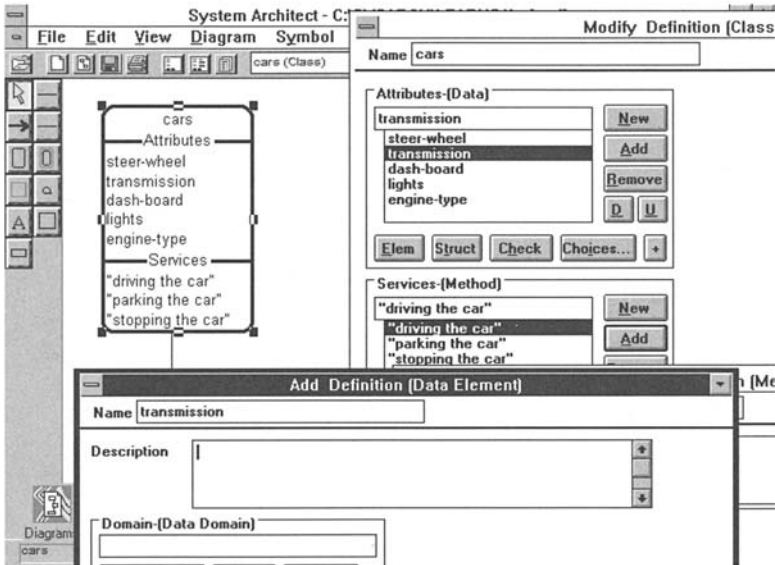 System Architect - C:
File Edit View Diagram Symbol
cars (Class)
cars
Attributes
steer-wheel
transmission
dash-board
lights
engine-type
Services
"driving the car"
"parking the car"
"stopping the car"
A
Diagram
cars
Modify Definition (Class
Name cars
Attributes-(Data)
transmission
New
steer-wheel
transmission
dash-board
lights
engine-type
Add
Remove
D U
Elem Struct Check Choices... +
Services-(Method)
"driving the car"
New
"driving the car"
"parking the car"
"stopping the car"
Add
(Me
Add Definition (Data Element)
Name transmission
Description
Domain-(Data Domain)